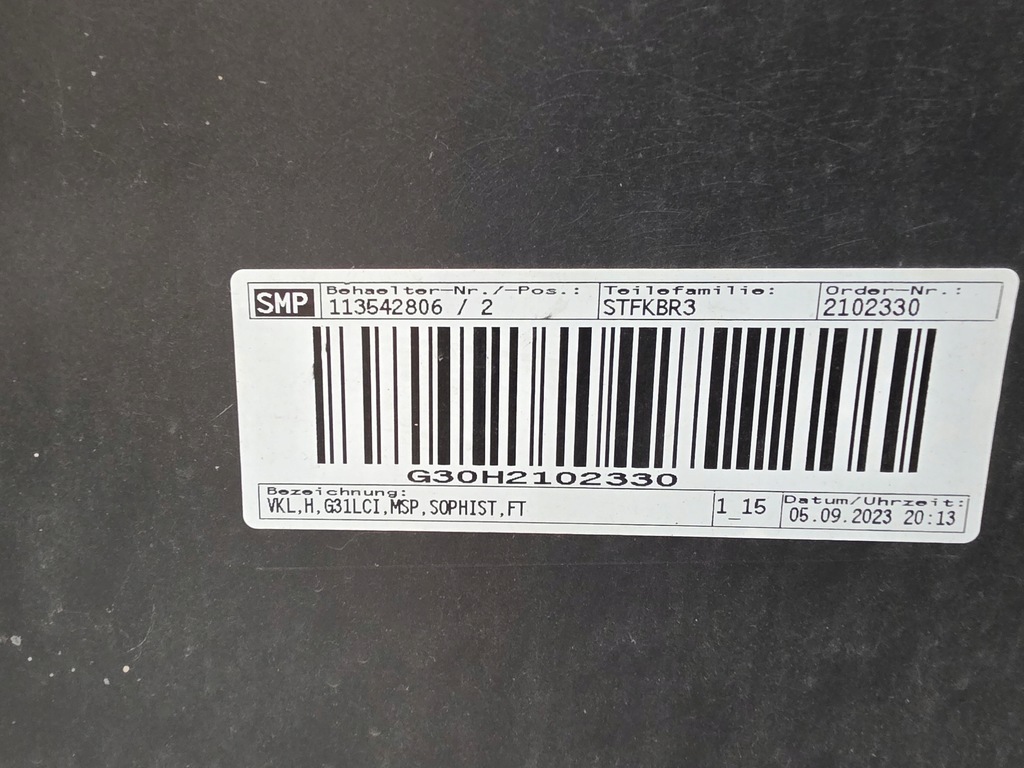 SMP Behaelter-Nr./-Pos.: Teilefamilie: Order-Nr.:
113542806 / 2 STFKBR3 2102330
G30H2102330
Bezeichnung: Datum/Uhrzeit:
VKL,H,G31LCI,MSP,SOPHIST,FT 1_15 05.09.2023 20:13